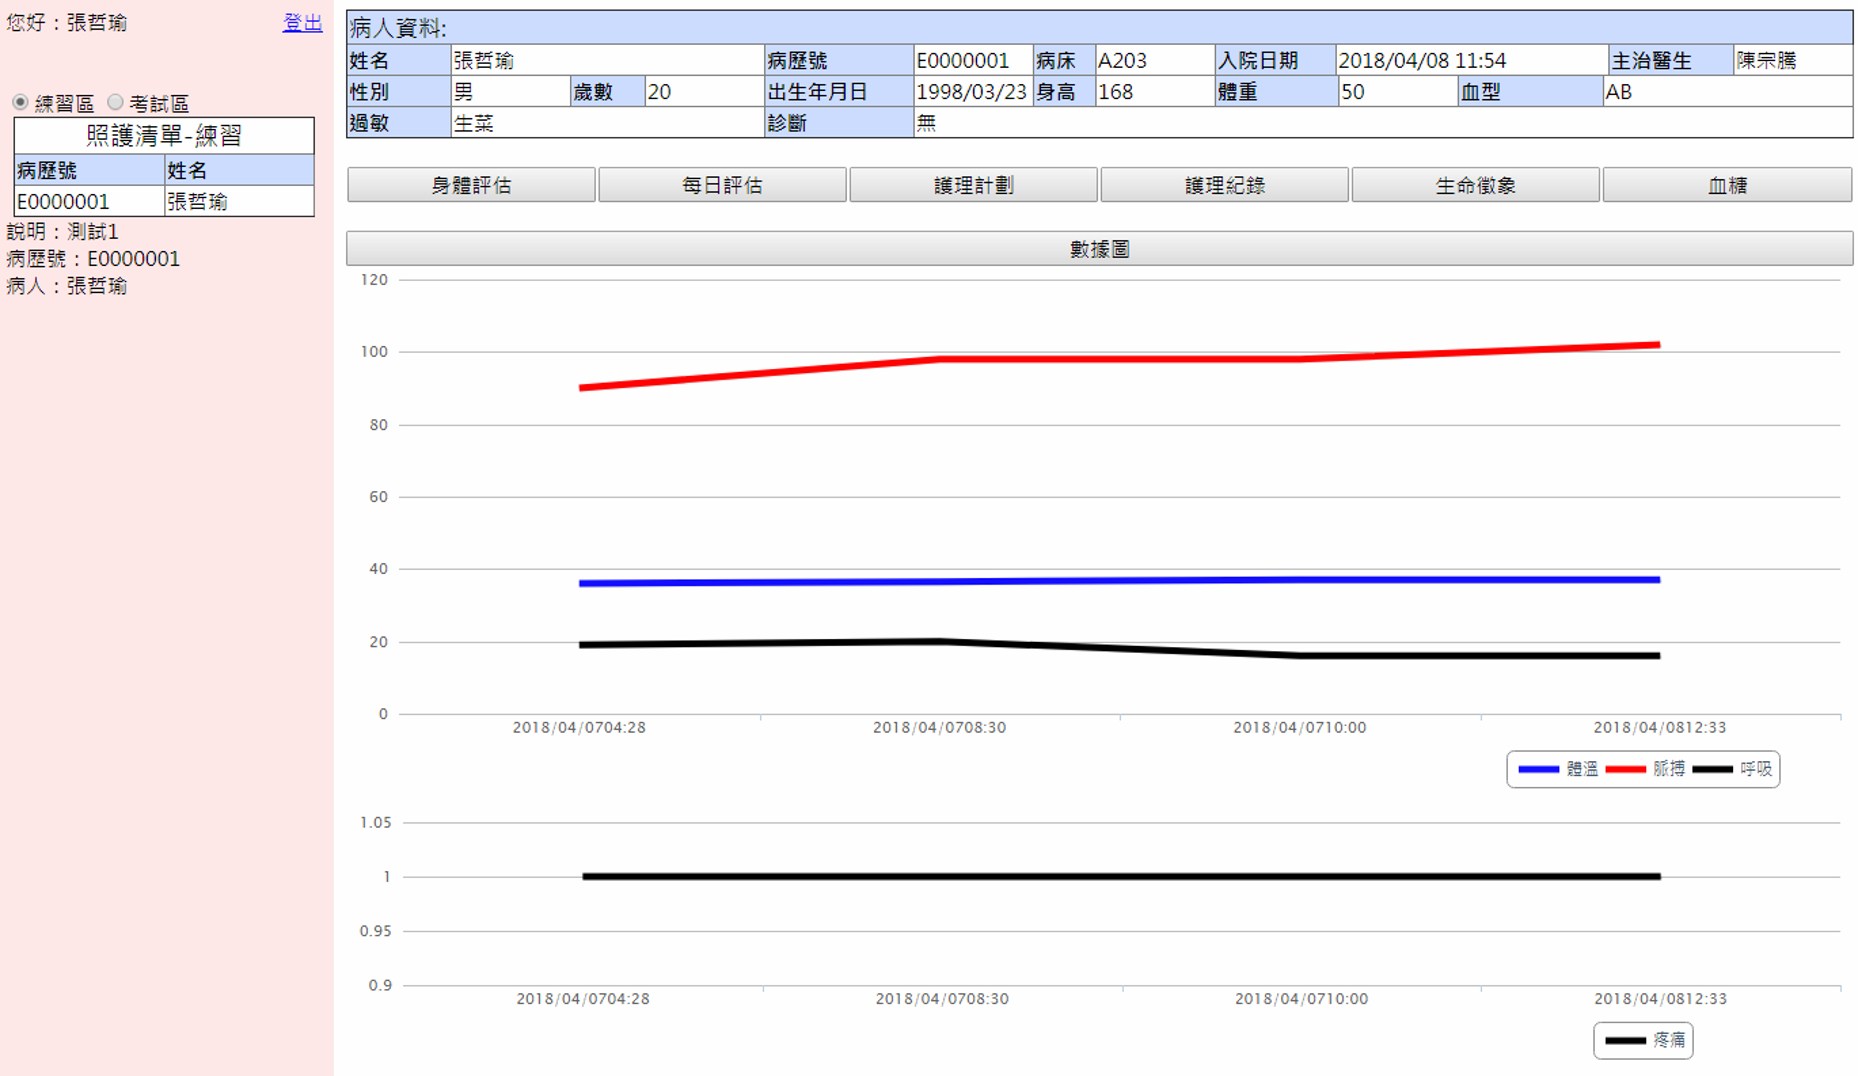 您好：張哲瑜 登出
練習區 考試區
照護清單-練習
病歷號 姓名
E0000001 張哲瑜
說明：測試1
病歷號：E0000001
病人：張哲瑜
病人資料:
姓名 張哲瑜 病歷號 E0000001 病床 A203 入院日期 2018/04/08 11:54 主治醫生 陳宗騰
性別 男 歲數 20 出生年月日 1998/03/23 身高 168 體重 50 血型 AB
過敏 生菜 診斷 無
身體評估 每日評估 護理計劃 護理紀錄 生命徵象 血糖
數據圖
120
100
80
60
40
20
0
2018/04/0704:28 2018/04/0708:30 2018/04/0710:00 2018/04/0812:33
體溫 脈搏 呼吸
1.05
1
0.95
0.9
2018/04/0704:28 2018/04/0708:30 2018/04/0710:00 2018/04/0812:33
疼痛